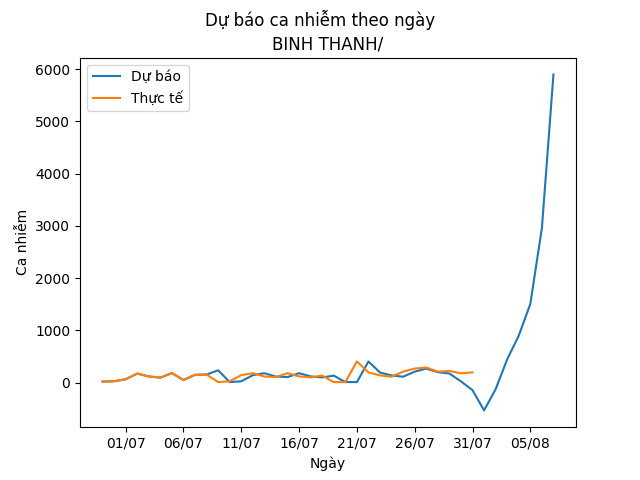 Dự báo ca nhiễm theo ngày
BINH THANH/
Dự báo
Thực tế
6000
5000
4000
3000
2000
1000
0
Ca nhiễm
01/07 06/07 11/07 16/07 21/07 26/07 31/07 05/08
Ngày